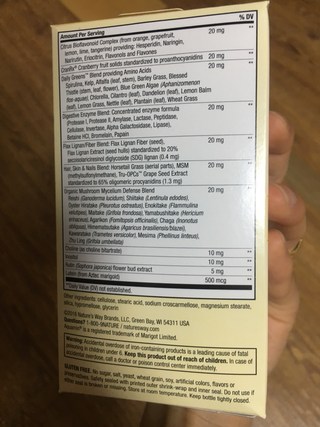 % DV
Amount Per Serving
Citrus Bioflavonoid Complex (from orange, grapefruit, 20 mg **
lemon, lime, tangerine) providing: Hesperidin, Naringin,
Narirutin, Eriocitrin, Flavonols and Flavones
Cranberry fruit solids standardized to proanthocyanidins 20 mg **
Daily Greens™ Blend providing Amino Acids 20 mg **
Spirulina, Kelp, Alfalfa (leaf, stem), Barley Grass, Blessed
Thistle (stem, leaf, flower), Blue Green Algae (Aphanizomenon
flos-aquae), Chlorella, Cilantro (leaf), Dandelion (leaf), Lemon Balm
(leaf), Lemon Grass, Nettle (leaf), Plantain (leaf), Wheat Grass
Digestive Enzyme Blend: Concentrated enzyme formula 20 mg **
(Protease I, Protease II, Amylase, Lactase, Peptidase,
Cellulase, Invertase, Alpha Galactosidase, Lipase),
Betaine HCl, Bromelain, Papain
Flax Lignan/Fiber Blend: Flax Lignan Fiber (seed), 20 mg **
Flax Lignan Extract (seed hulls) standardized to 20%
secoisolariciresinol diglycoside (SDG) lignan (0.4 mg)
Hair, Skin & Nails Blend: Horsetail Grass (aerial parts), MSM 20 mg **
(methylsulfonylmethane), Tru-OPCs™ Grape Seed Extract
standardized to 65% oligomeric procyanidins (1.3 mg)
Organic Mushroom Mycelium Defense Blend 20 mg **
Reishi (Ganoderma lucidum), Shiitake (Lentinula edodes),
Oyster Hiratake (Pleurotus ostreatus), Enokitake (Flammulina
velutipes), Maitake (Grifola frondosa), Yamabushitake (Hericium
erinaceus), Agarikon (Fomitopsis officinalis), Chaga (Inonotus
obliquus), Himematsutake (Agaricus brasiliensis/blazei),
Kawaratake (Trametes versicolor), Mesima (Phellinus linteus),
Zhu Ling (Grifola umbellata)
Choline (as choline bitartrate) 10 mg **
Inositol 10 mg **
Rutin (Sophora japonica) flower bud extract 5 mg **
Lutein (from Aztec marigold) 500 mcg **
**Daily Value (DV) not established.
Other ingredients: cellulose, stearic acid, sodium croscarmellose, magnesium stearate,
silica, hypromellose, glycerin
©2016 Nature's Way Brands, LLC, Green Bay, WI 54311 USA
Questions? 1-800-9NATURE / naturesway.com
is a registered trademark of Marigot Limited.
Warning: Accidental overdose of iron-containing products is a leading cause of fatal
poisoning in children under 6. Keep this product out of reach of children. In case of
accidental overdose, call a doctor or poison control center immediately.
GLUTEN FREE. No sugar, salt, yeast, wheat grain, soy, artificial colors, flavors or
preservatives. Safety sealed with printed outer shrink-wrap and inner seal. Do not use if
either seal is broken or missing. Store at room temperature. Keep bottle tightly closed.